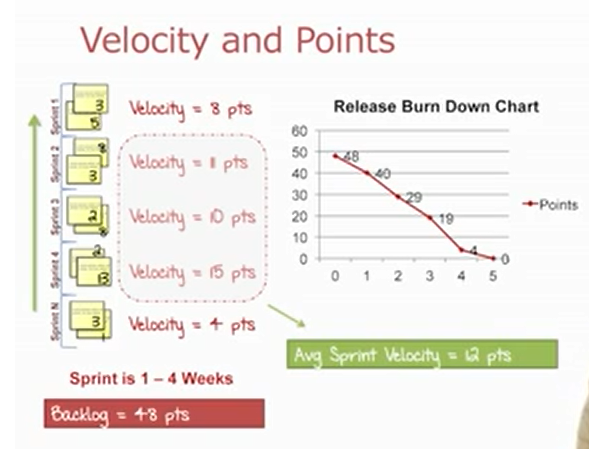 Velocity and Points
Sprint 1
3
5
Velocity = 8 pts
Sprint 2
8
3
Velocity = 11 pts
Sprint 3
2
8
Velocity = 10 pts
Sprint 4
2
13
Velocity = 15 pts
Sprint N
3
1
Velocity = 4 pts
Sprint is 1 – 4 Weeks
Backlog = 48 pts
Release Burn Down Chart
60
50
40
30
20
10
0
48
40
29
19
4
0
0 1 2 3 4 5
Points
Avg Sprint Velocity = 12 pts